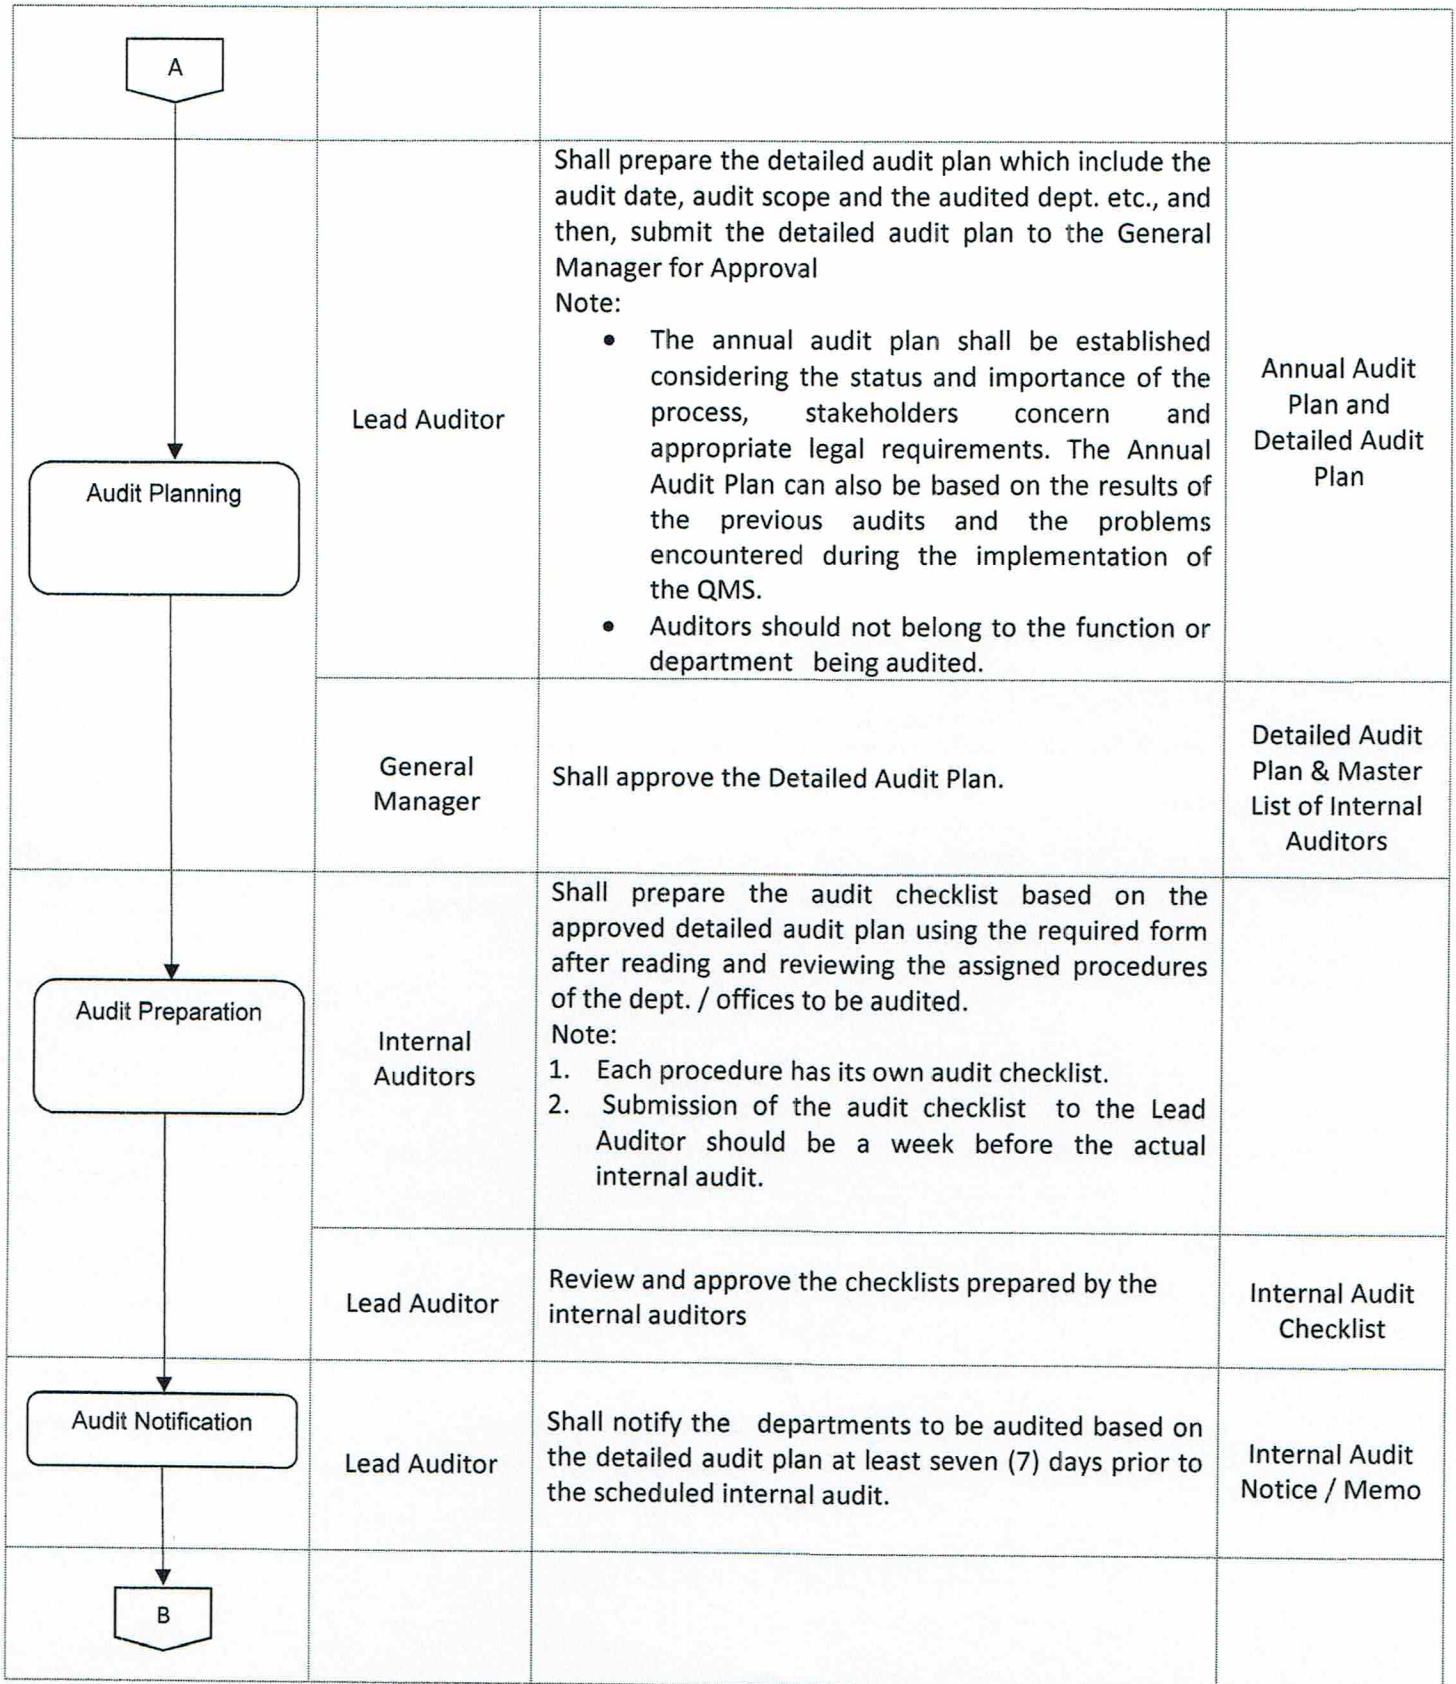 A
Shall prepare the detailed audit plan which include the
audit date, audit scope and the audited dept. etc., and
then, submit the detailed audit plan to the General
Manager for Approval
Note:
• The annual audit plan shall be established
considering the status and importance of the
process, stakeholders concern and
appropriate legal requirements. The Annual
Audit Plan can also be based on the results of
the previous audits and the problems
encountered during the implementation of
the QMS.
• Auditors should not belong to the function or
department being audited.
Lead Auditor
Annual Audit
Plan and
Detailed Audit
Plan
Audit Planning
General
Manager
Shall approve the Detailed Audit Plan.
Detailed Audit
Plan & Master
List of Internal
Auditors
Audit Preparation
Internal
Auditors
Shall prepare the audit checklist based on the
approved detailed audit plan using the required form
after reading and reviewing the assigned procedures
of the dept. / offices to be audited.
Note:
1. Each procedure has its own audit checklist.
2. Submission of the audit checklist to the Lead
Auditor should be a week before the actual
internal audit.
Lead Auditor
Review and approve the checklists prepared by the
internal auditors
Internal Audit
Checklist
Audit Notification
Lead Auditor
Shall notify the departments to be audited based on
the detailed audit plan at least seven (7) days prior to
the scheduled internal audit.
Internal Audit
Notice / Memo
B